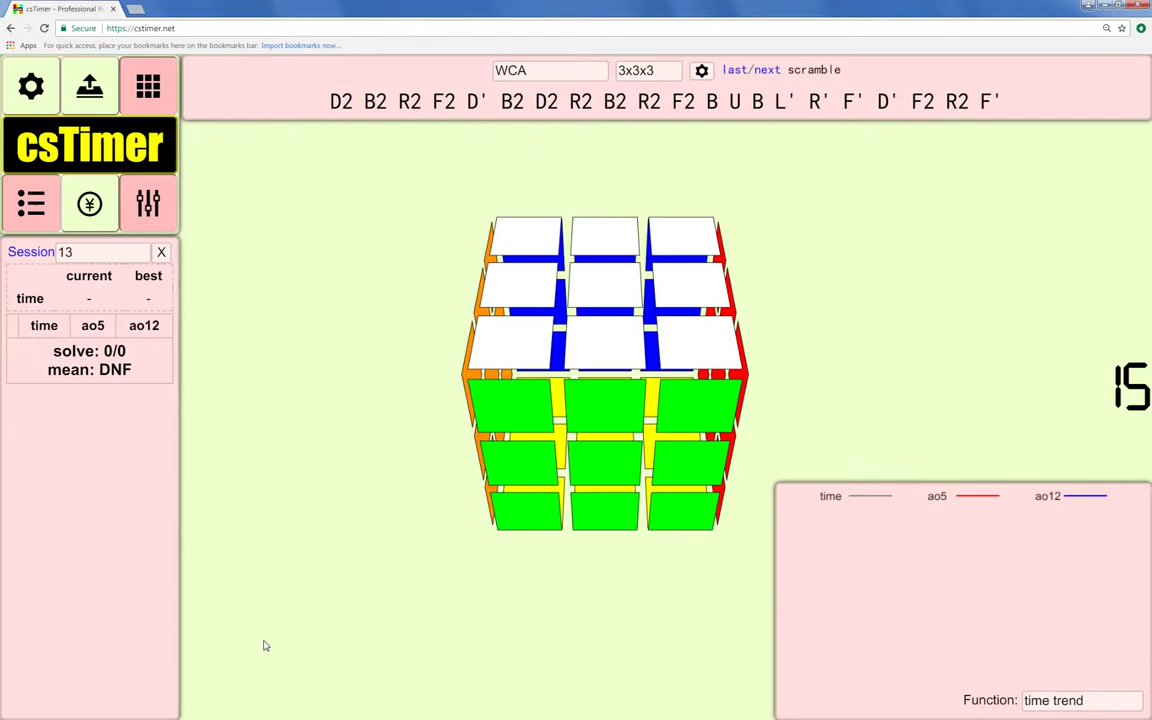 csTimer - Professional R
Secure
https://cstimer.net
Apps
For quick access, place your bookmarks here on the bookmarks bar.
Import bookmarks now...
WCA
3x3x3
last/next scramble
D2 B2 R2 F2 D' B2 D2 R2 B2 R2 F2 B U B L' R' F' D' F2 R2 F'
csTimer
Session 13 X
current best
time - -
time ao5 ao12
solve: 0/0
mean: DNF
15
time ao5 ao12
Function: time trend